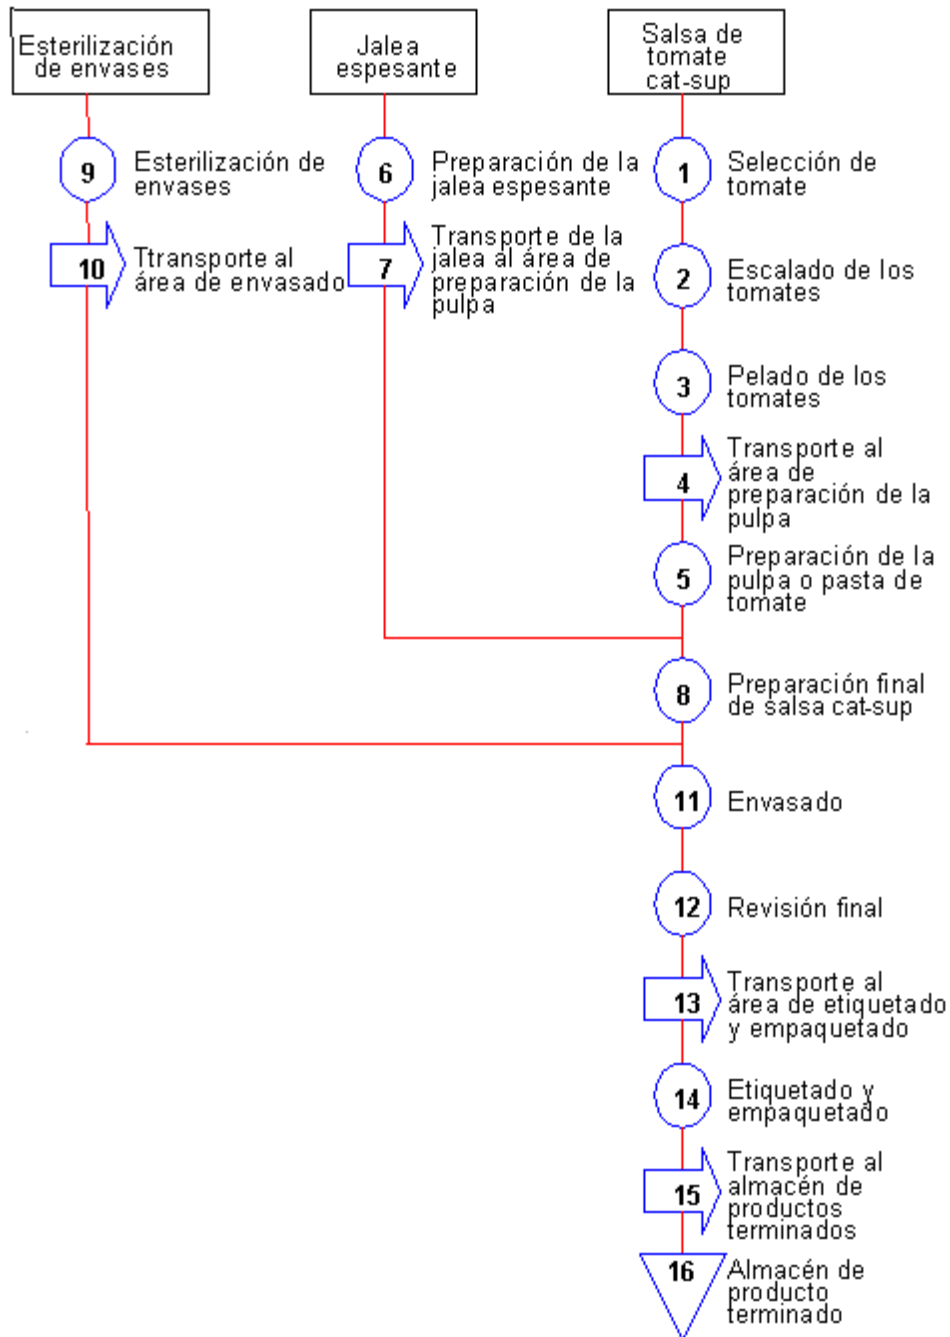 Esterilización
de envases
Jalea
espesante
Salsa de
tomate
cat-sup
9
Esterilización de
envases
10
Ttransporte al
área de envasado
6
Preparación de la
jalea espesante
7
Transporte de la
jalea al área de
preparación de la
pulpa
1
Selección de
tomate
2
Escalado de los
tomates
3
Pelado de los
tomates
4
Transporte al
área de
preparación de la
pulpa
5
Preparación de la
pulpa o pasta de
tomate
8
Preparación final
de salsa cat-sup
11
Envasado
12
Revisión final
13
Transporte al
área de etiquetado
y empaquetado
14
Etiquetado y
empaquetado
15
Transporte al
almacén de
productos
terminados
16
Almacén de
producto
terminado